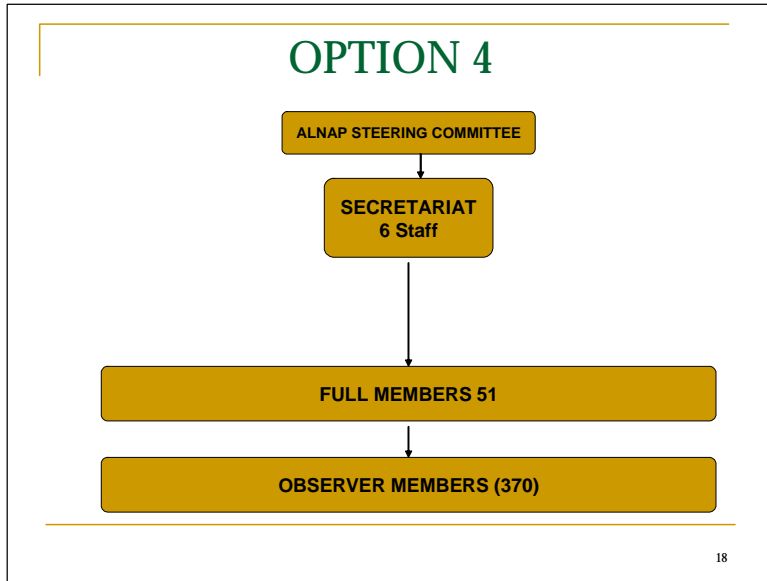 OPTION 4
ALNAP STEERING COMMITTEE
SECRETARIAT
6 Staff
FULL MEMBERS 51
OBSERVER MEMBERS (370)
18